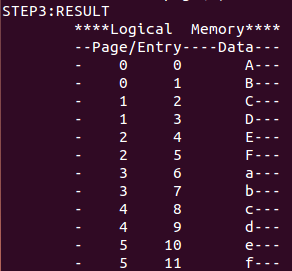 STEP3:RESULT
****Logical  Memory****
--Page/Entry----Data---
-    0     0        A---
-    0     1        B---
-    1     2        C---
-    1     3        D---
-    2     4        E---
-    2     5        F---
-    3     6        a---
-    3     7        b---
-    4     8        c---
-    4     9        d---
-    5    10        e---
-    5    11        f---